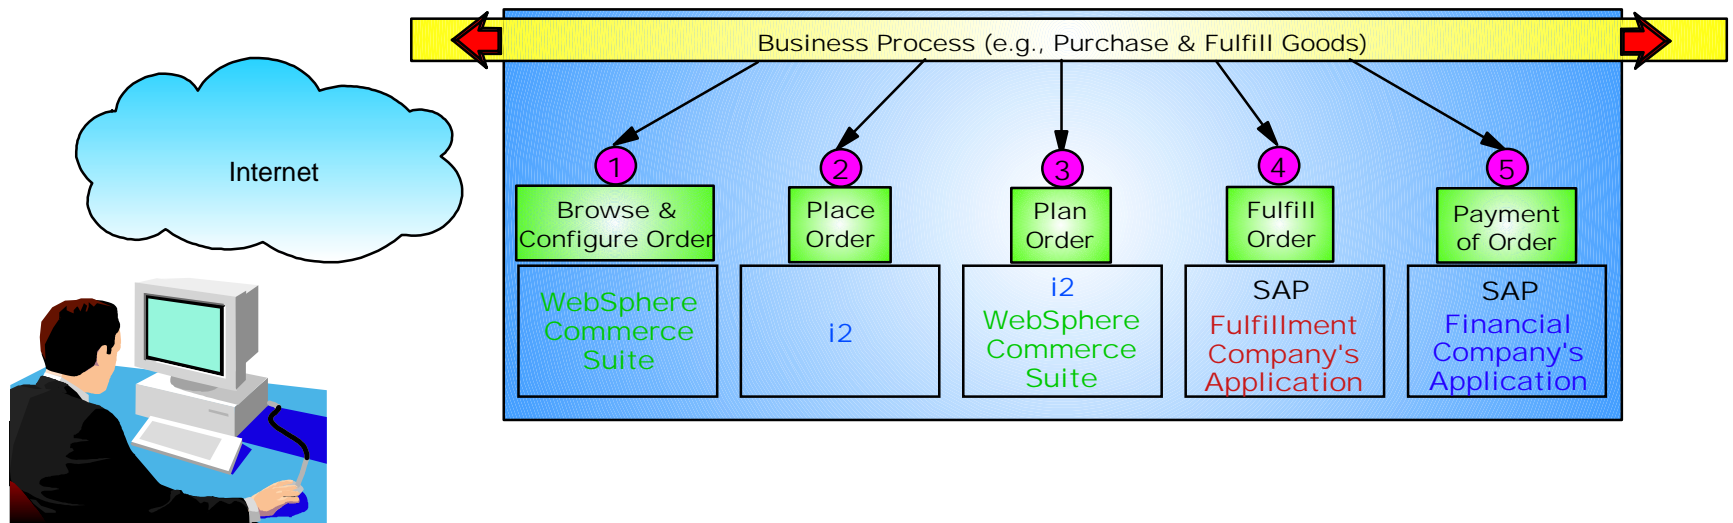 Business Process (e.g., Purchase & Fulfill Goods)
Internet
1
Browse &
Configure Order
WebSphere
Commerce
Suite
2
Place
Order
i2
3
Plan
Order
i2
WebSphere
Commerce
Suite
4
Fulfill
Order
SAP
Fulfillment
Company's
Application
5
Payment
of Order
SAP
Financial
Company's
Application